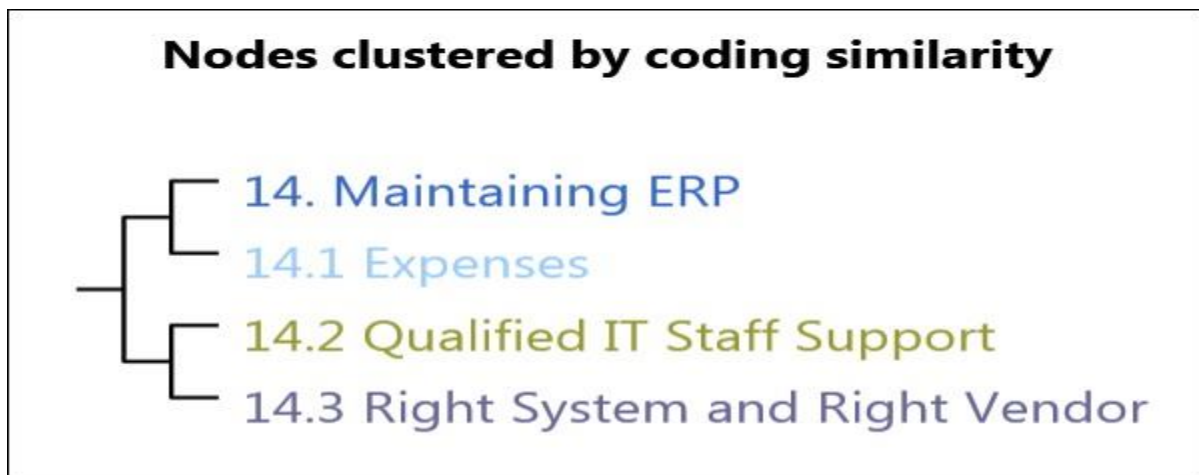 Nodes clustered by coding similarity
14. Maintaining ERP
14.1 Expenses
14.2 Qualified IT Staff Support
14.3 Right System and Right Vendor